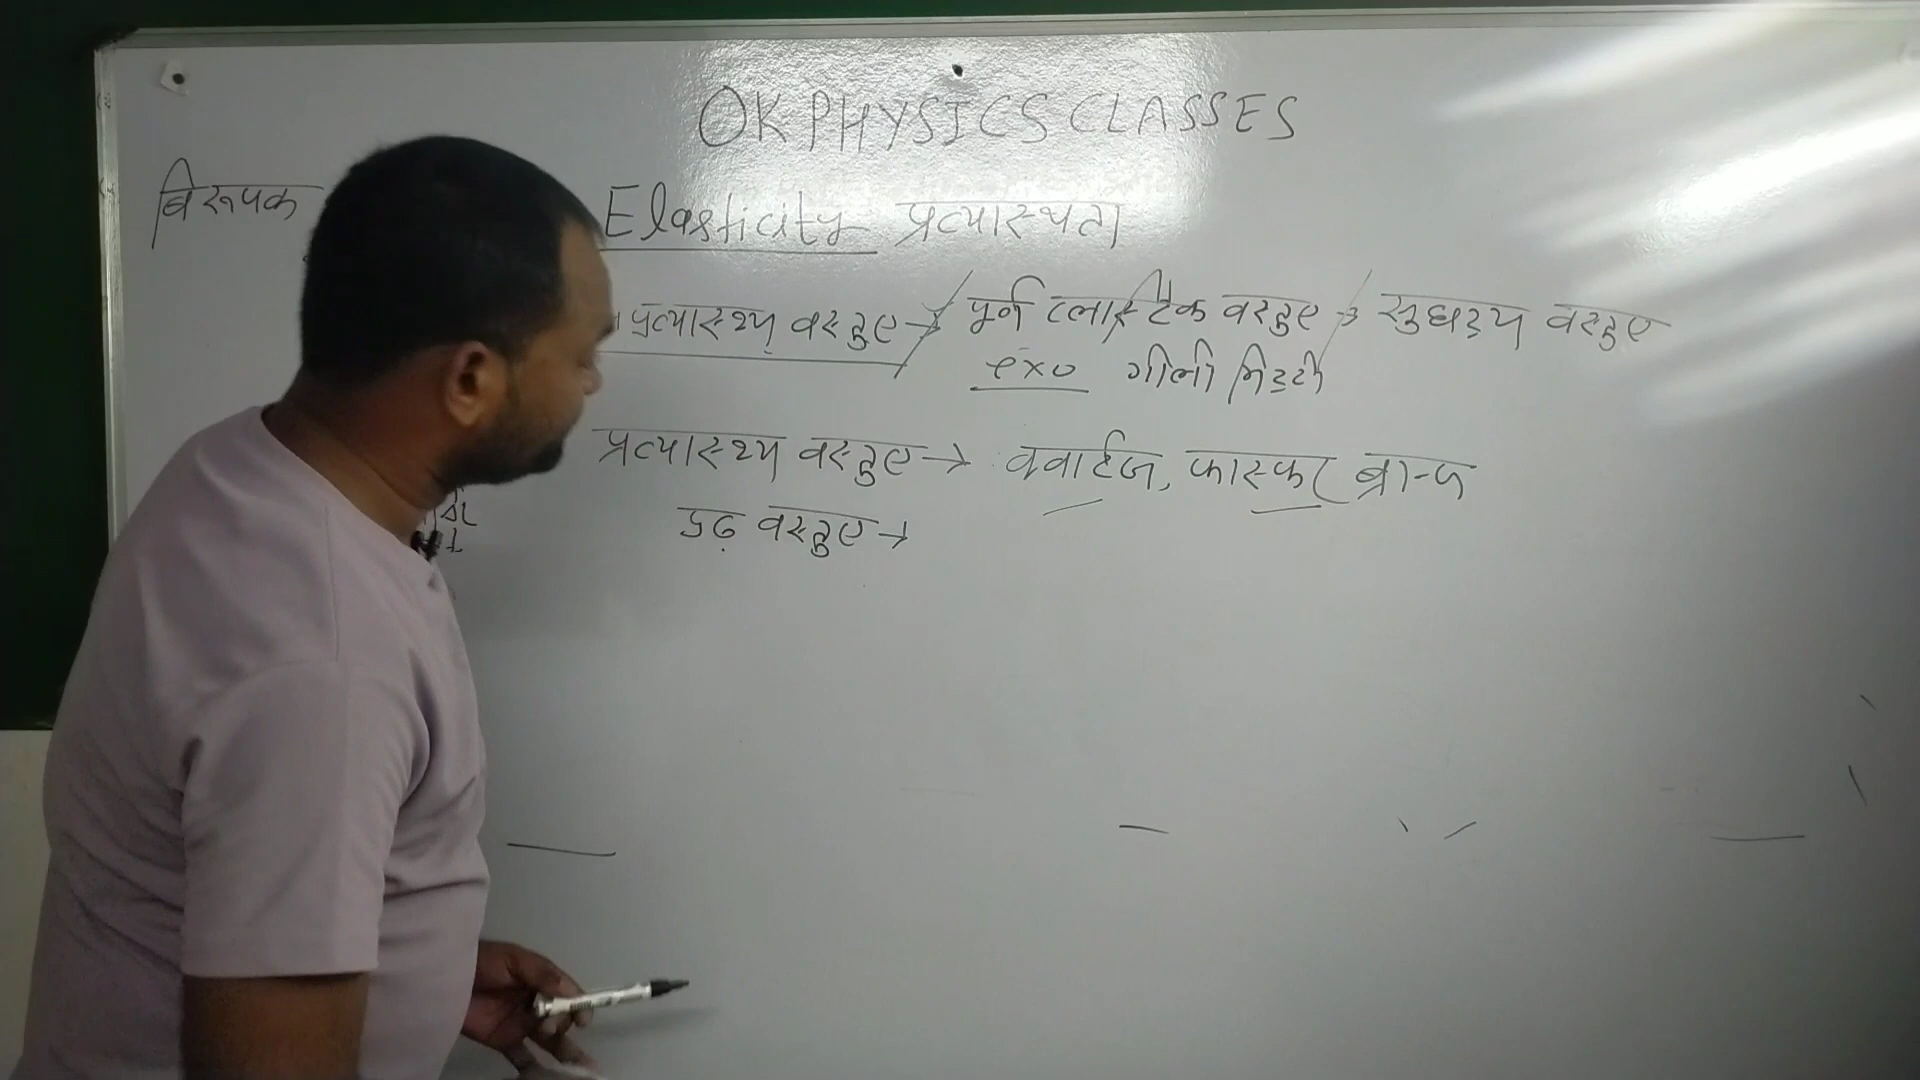 OK PHYSICS CLASSES
विरूपक
Elasticity प्रत्यास्थता
प्रत्यास्थ्य वस्तुए → पूर्ण प्लास्टिक वस्तुए → सुघट्य वस्तुए
exo गीली मिट्टी
प्रत्यास्थ्य वस्तुए → क्वार्टज, फास्फर ब्रान्ज
दृढ़ वस्तुए →